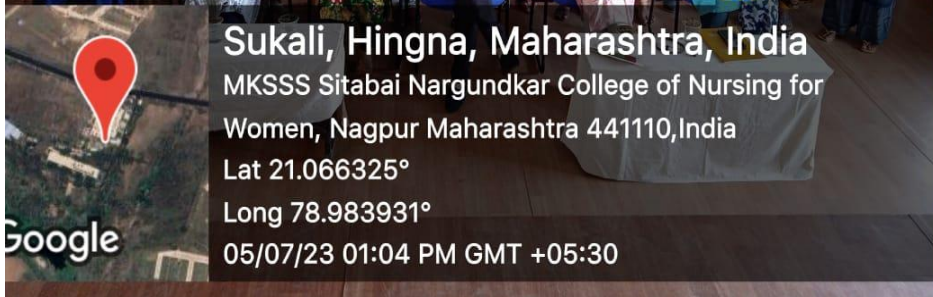 Sukali, Hingna, Maharashtra, India
MKSSS Sitabai Nargundkar College of Nursing for
Women, Nagpur Maharashtra 441110,India
Lat 21.066325°
Long 78.983931°
05/07/23 01:04 PM GMT +05:30
Google